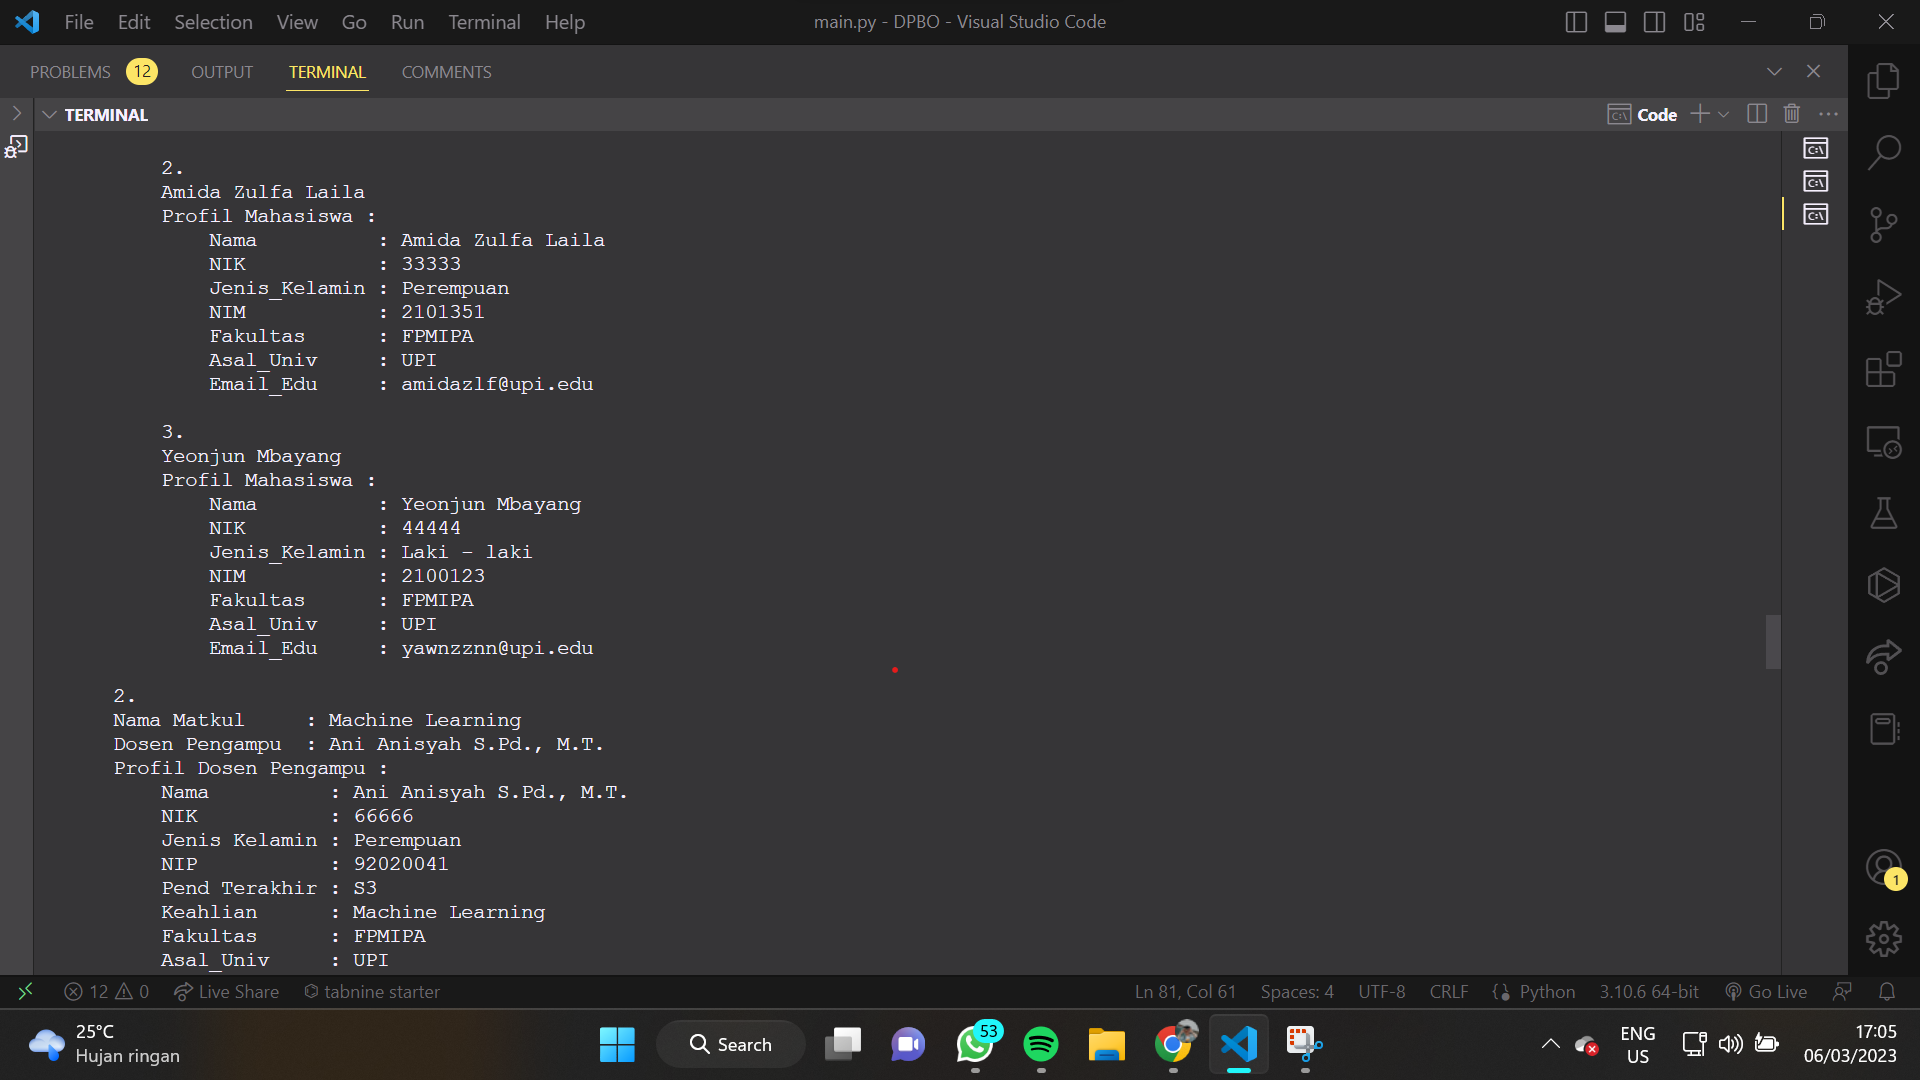 File Edit Selection View Go Run Terminal Help
main.py - DPBO - Visual Studio Code
PROBLEMS 12 OUTPUT TERMINAL COMMENTS
TERMINAL
Code
2.
Amida Zulfa Laila
Profil Mahasiswa :
Nama : Amida Zulfa Laila
NIK : 33333
Jenis_Kelamin : Perempuan
NIM : 2101351
Fakultas : FPMIPA
Asal_Univ : UPI
Email_Edu : amidazlf@upi.edu
3.
Yeonjun Mbayang
Profil Mahasiswa :
Nama : Yeonjun Mbayang
NIK : 44444
Jenis_Kelamin : Laki - laki
NIM : 2100123
Fakultas : FPMIPA
Asal_Univ : UPI
Email_Edu : yawnzznn@upi.edu
2.
Nama Matkul : Machine Learning
Dosen Pengampu : Ani Anisyah S.Pd., M.T.
Profil Dosen Pengampu :
Nama : Ani Anisyah S.Pd., M.T.
NIK : 66666
Jenis Kelamin : Perempuan
NIP : 92020041
Pend Terakhir : S3
Keahlian : Machine Learning
Fakultas : FPMIPA
Asal_Univ : UPI
1
12 0 Live Share tabnine starter
Ln 81, Col 61 Spaces: 4 UTF-8 CRLF Python 3.10.6 64-bit Go Live
25°C
Hujan ringan
Search
53
ENG
US
17:05
06/03/2023